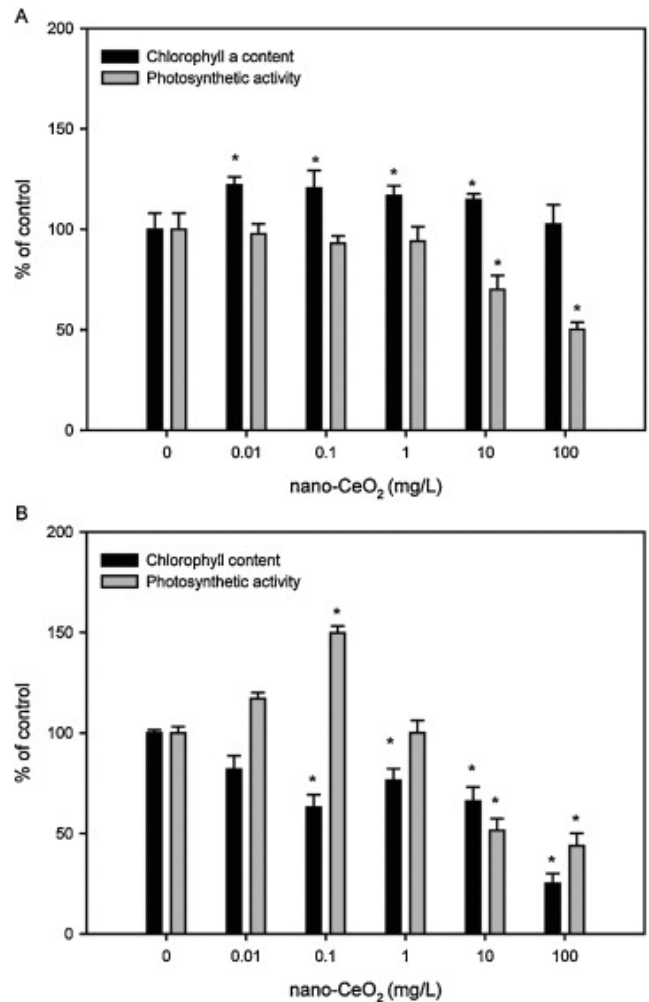 A
200
Chlorophyll a content
Photosynthetic activity
150
* * * *
100
*
*
50
0
% of control
0 0.01 0.1 1 10 100
nano-CeO₂ (mg/L)
B
200
Chlorophyll content
Photosynthetic activity
150
*
100
*
*
*
*
50
*
*
0
% of control
0 0.01 0.1 1 10 100
nano-CeO₂ (mg/L)